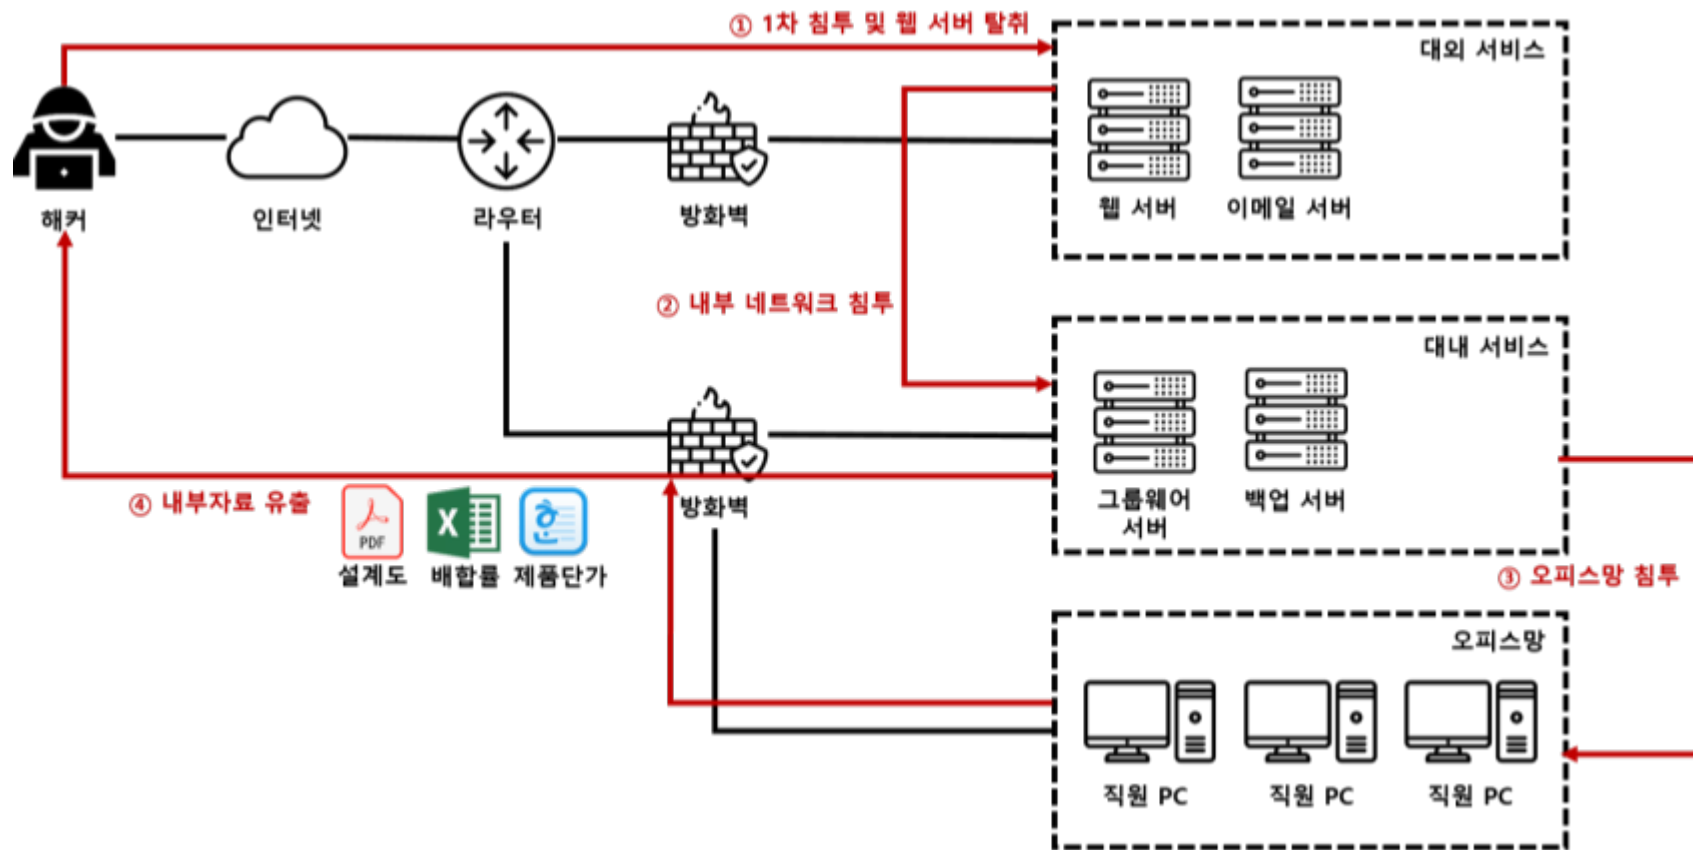 ① 1차 침투 및 웹 서버 탈취
대외 서비스
해커
인터넷
라우터
방화벽
웹 서버
이메일 서버
② 내부 네트워크 침투
대내 서비스
④ 내부자료 유출
방화벽
그룹웨어
서버
백업 서버
PDF
X
한
설계도
배합률
제품단가
③ 오피스망 침투
오피스망
직원 PC
직원 PC
직원 PC